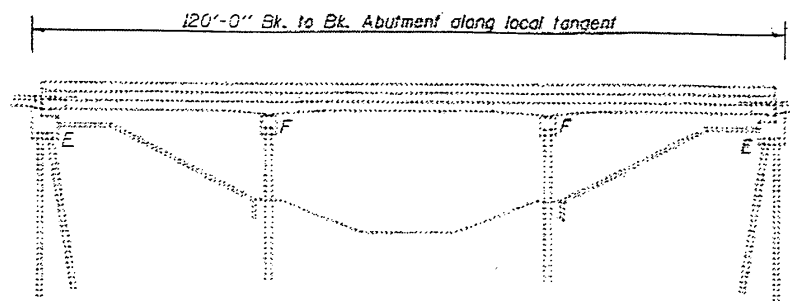 120'-0" Bk. to Bk. Abutment along local tangent
E F F E